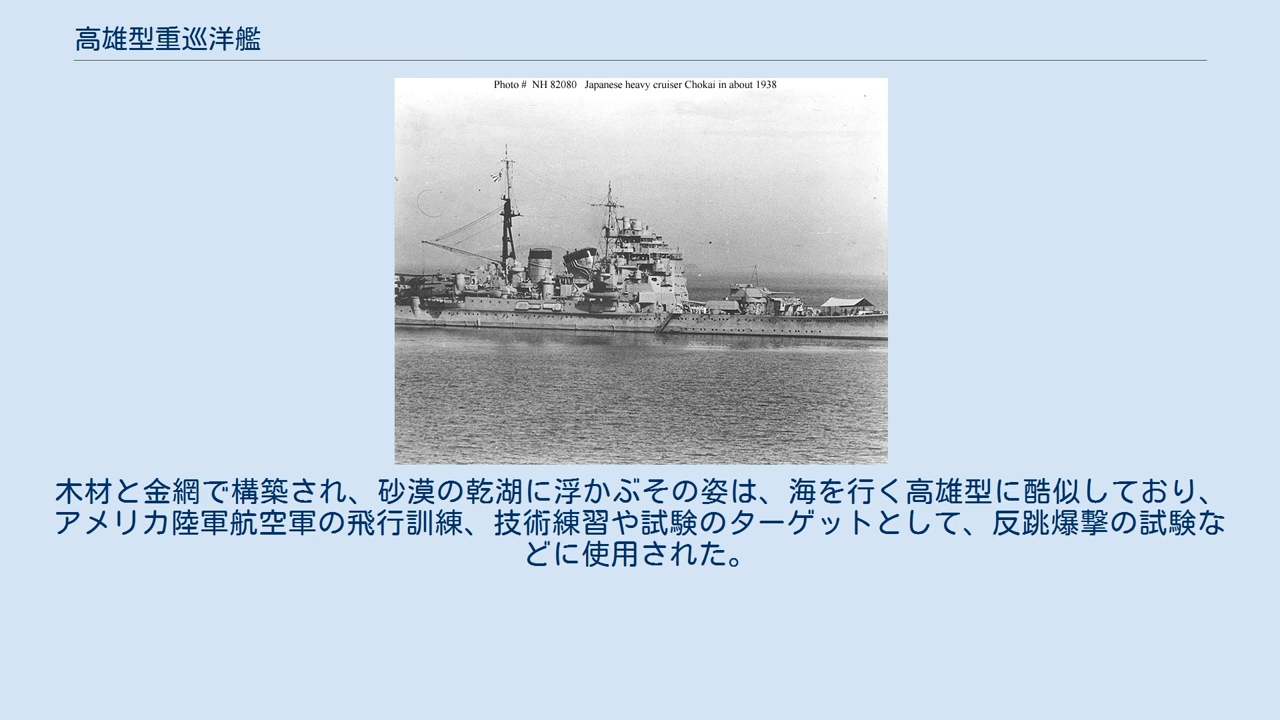 高雄型重巡洋艦
Photo # NH 82080 Japanese heavy cruiser Chokai in about 1938
木材と金網で構築され、砂漠の乾湖に浮かぶその姿は、海を行く高雄型に酷似しており、
アメリカ陸軍航空軍の飛行訓練、技術練習や試験のターゲットとして、反跳爆撃の試験な
どに使用された。